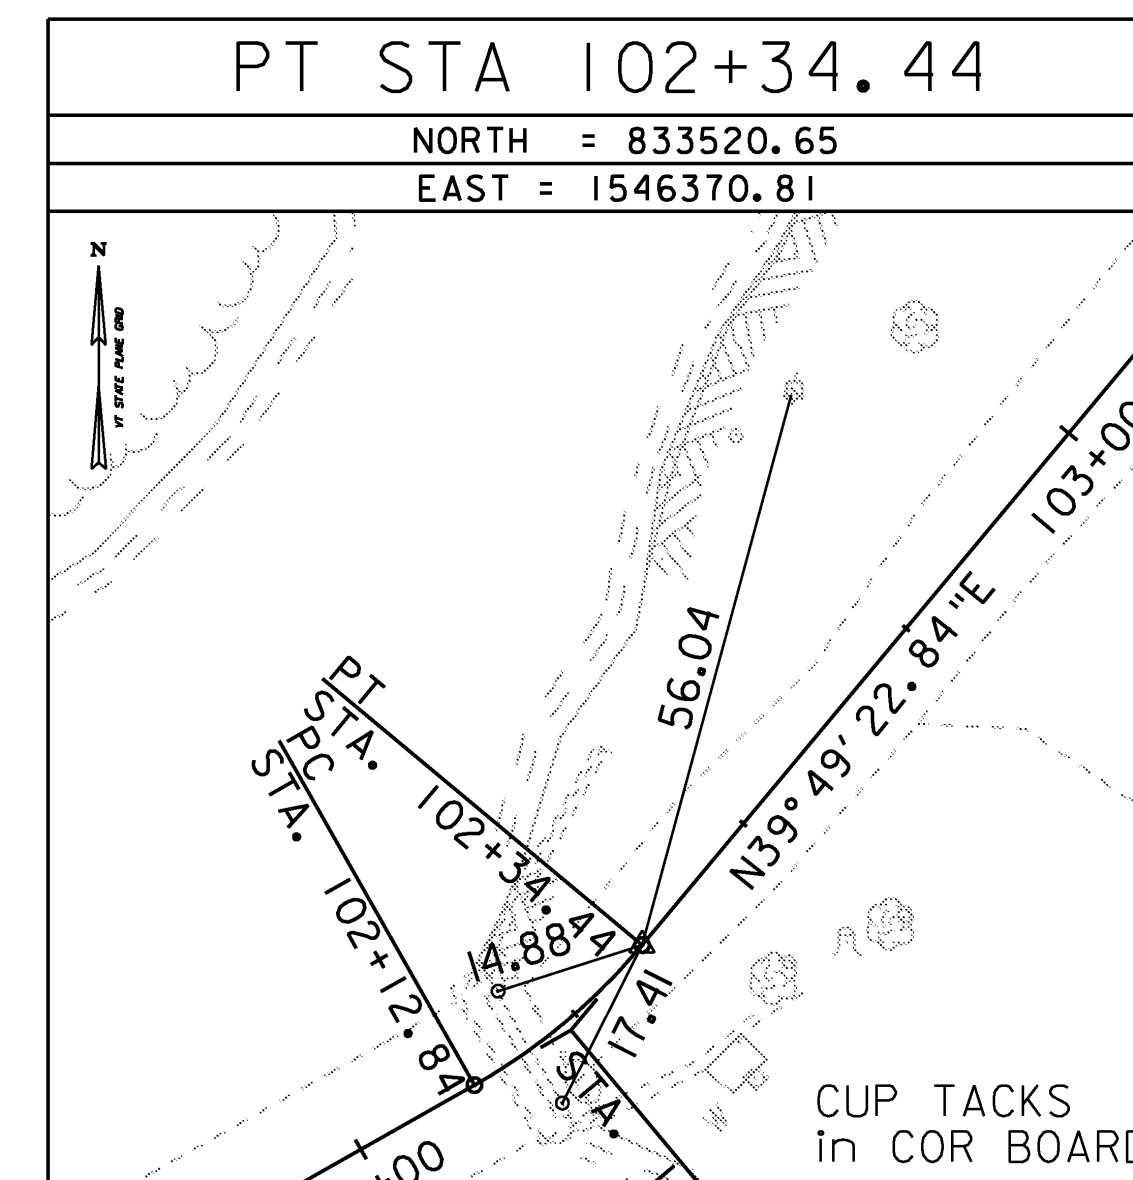 PT STA 102+34.44
NORTH = 833520.65
EAST = 1546370.81
N
VT STATE PLANE GRID
103+00
N39° 49' 22.84"E
56.04
PT
STA.
102+34.44
PC
STA.
102+12.84
14.88
17.41
STA.
W
+00
CUP TACKS
in COR BOARD